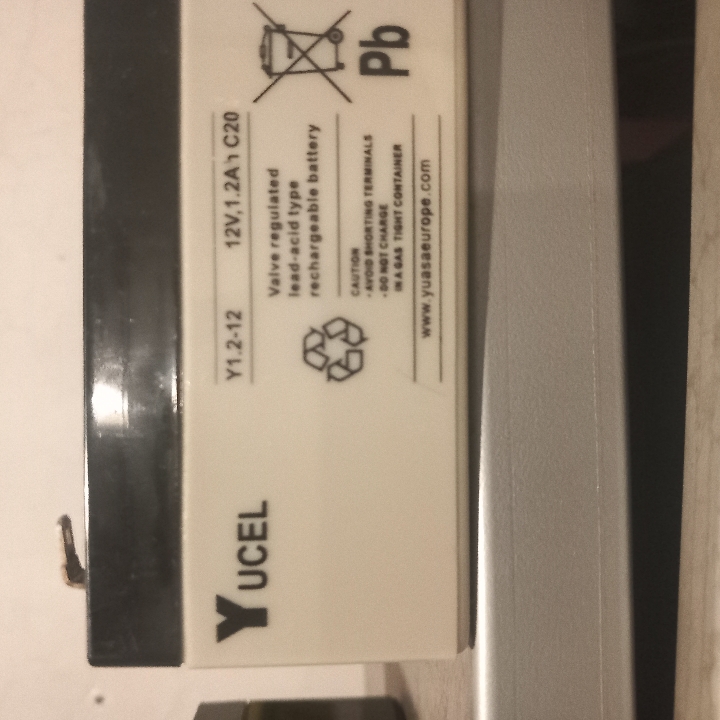 YUCEL
Y1.2-12 12V,1.2Ah C20
Valve regulated
lead-acid type
rechargeable battery
CAUTION
- AVOID SHORTING TERMINALS
- DO NOT CHARGE
IN A GAS TIGHT CONTAINER
www.yuasaeurope.com
Pb